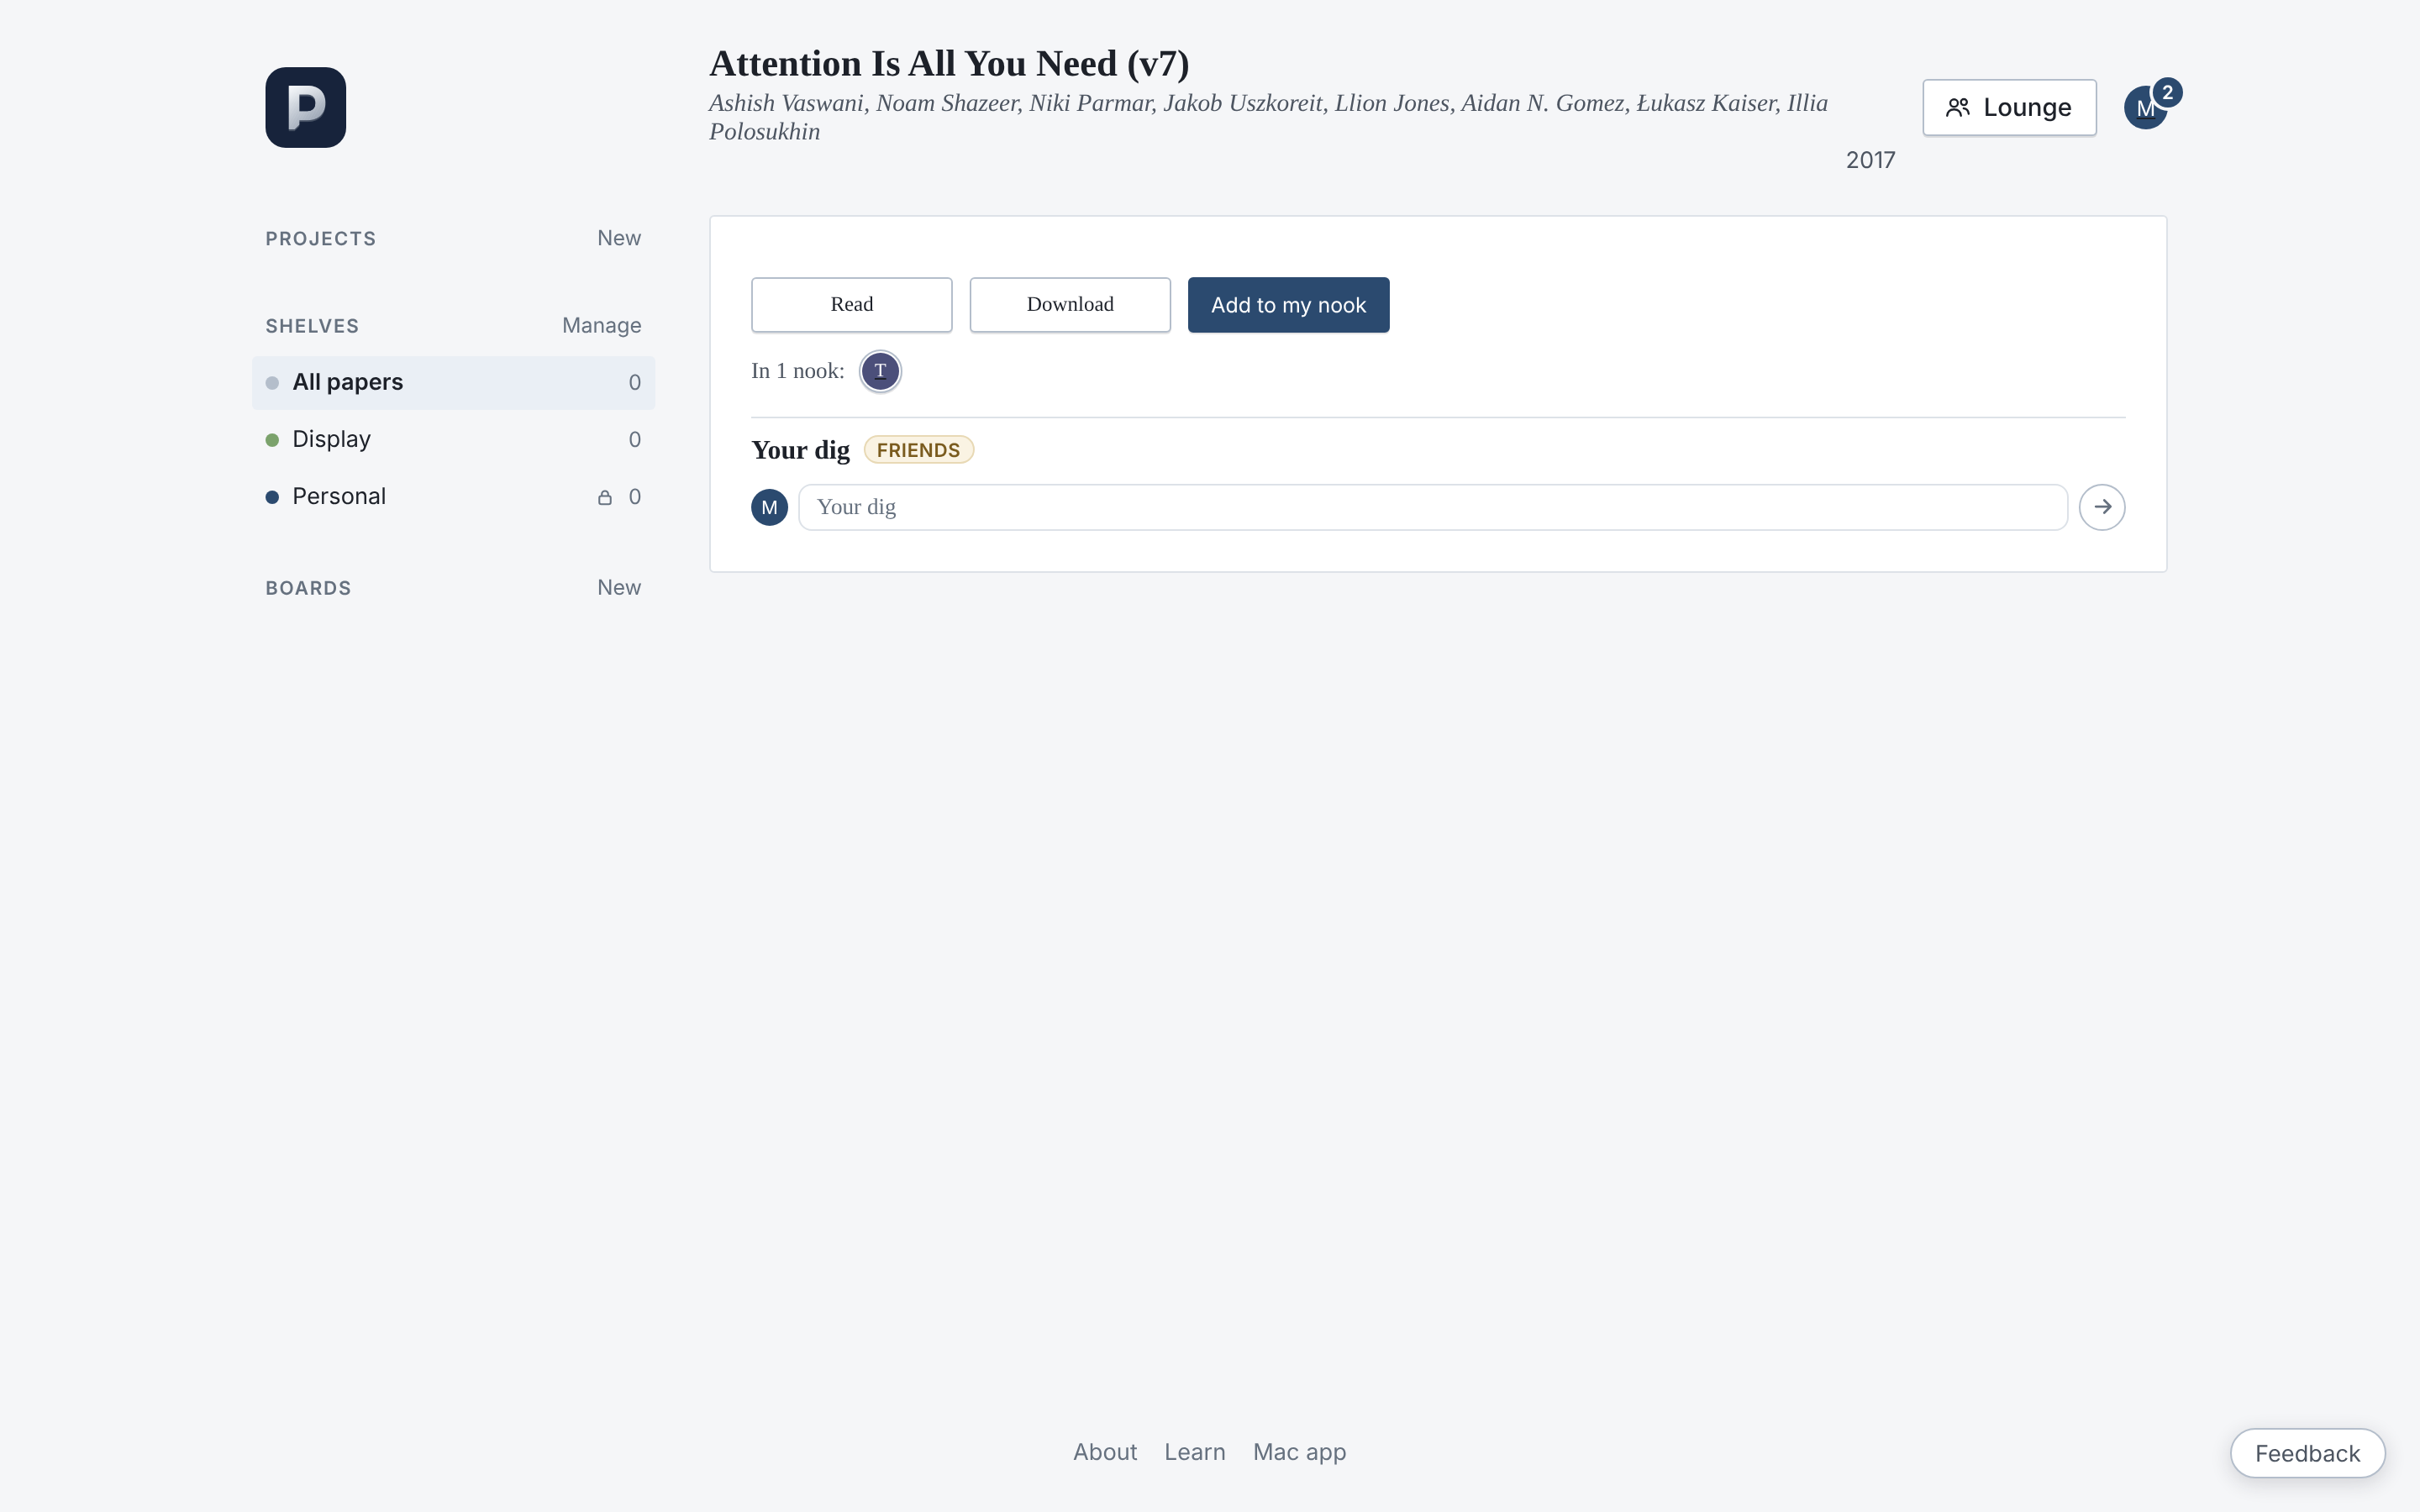 P
Attention Is All You Need (v7)
Ashish Vaswani, Noam Shazeer, Niki Parmar, Jakob Uszkoreit, Llion Jones, Aidan N. Gomez, Łukasz Kaiser, Illia
Polosukhin
2017
Lounge
M
2
PROJECTS
New
SHELVES
Manage
All papers
0
Display
0
Personal
0
BOARDS
New
Read
Download
Add to my nook
In 1 nook:
T
Your dig
FRIENDS
M
Your dig
About
Learn
Mac app
Feedback